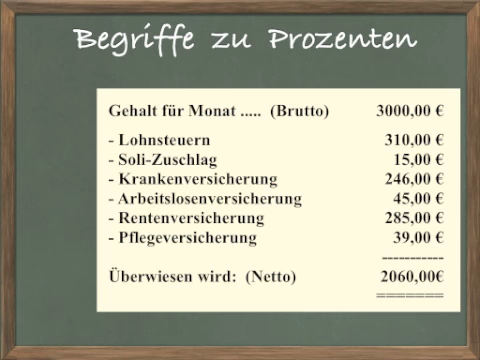 Begriffe zu Prozenten
Gehalt für Monat ..... (Brutto) 3000,00 €
- Lohnsteuern 310,00 €
- Soli-Zuschlag 15,00 €
- Krankenversicherung 246,00 €
- Arbeitslosenversicherung 45,00 €
- Rentenversicherung 285,00 €
- Pflegeversicherung 39,00 €
-----------
Überwiesen wird: (Netto) 2060,00€
=======